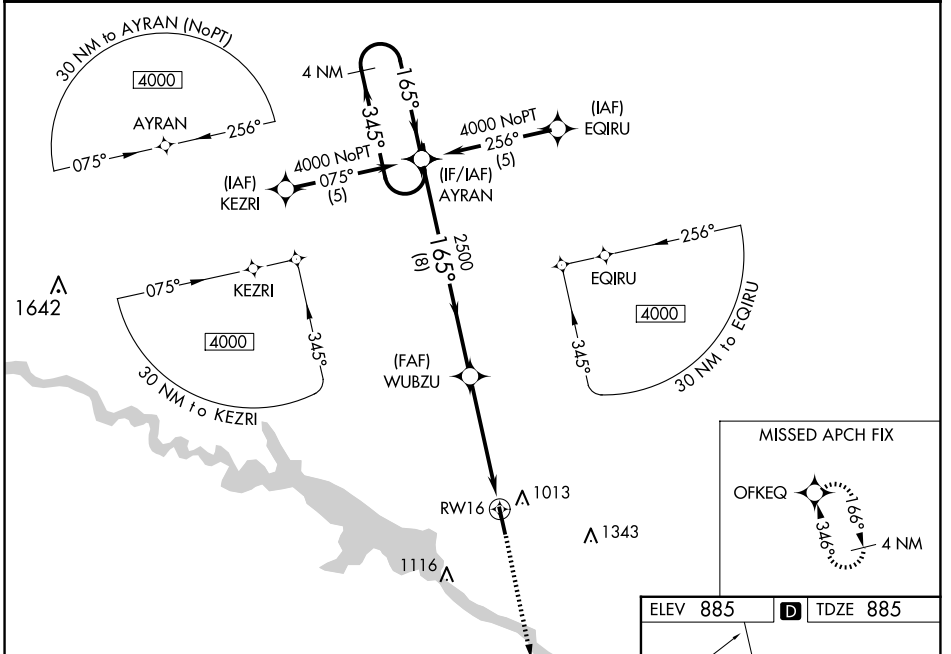 30 NM to AYRAN (NoPT)
4000
AYRAN
075°
256°
4 NM
165°
345°
4000 NoPT
075°
(5)
(IAF)
KEZRI
4000 NoPT
256°
(5)
(IAF)
EQIRU
(IF/IAF)
AYRAN
2500
165°
(8)
1642
075°
KEZRI
4000
345°
30 NM to KEZRI
256°
EQIRU
4000
345°
30 NM to EQIRU
(FAF)
WUBZU
RW16
1013
1343
1116
MISSED APCH FIX
OFKEQ
166°
346°
4 NM
ELEV 885 D TDZE 885